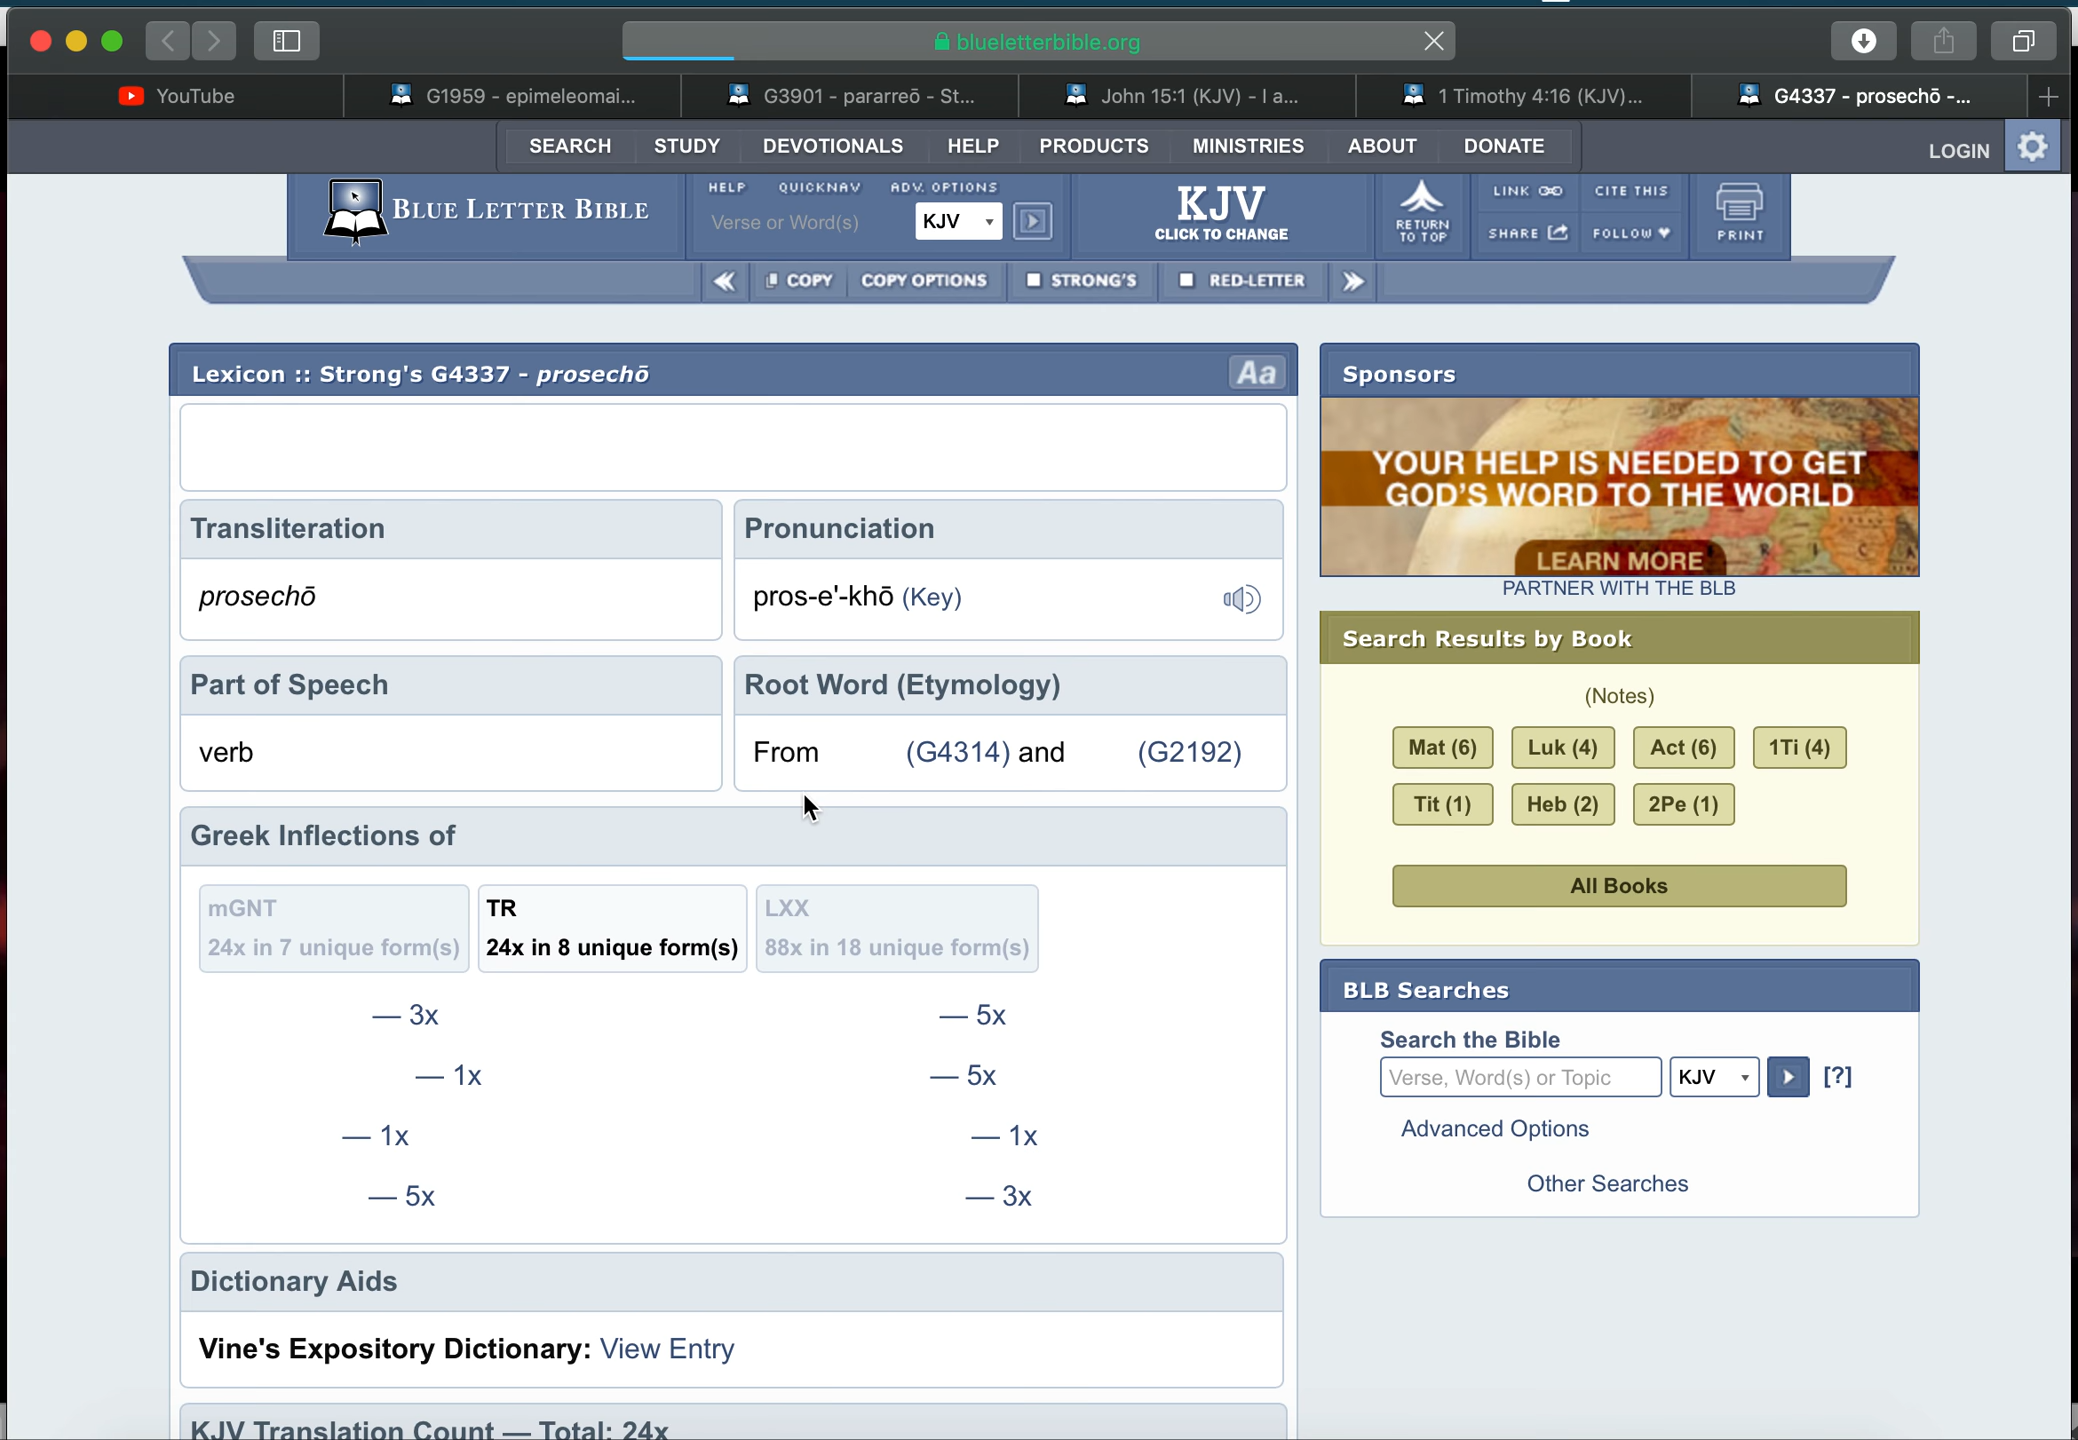 blueletterbible.org
YouTube
G1959 - epimeleomai...
G3901 - pararreō - St...
John 15:1 (KJV) - I a...
1 Timothy 4:16 (KJV)...
G4337 - prosechō -...
SEARCH STUDY DEVOTIONALS HELP PRODUCTS MINISTRIES ABOUT DONATE
LOGIN
BLUE LETTER BIBLE
HELP QUICKNAV ADV. OPTIONS
Verse or Word(s)
KJV
KJV
CLICK TO CHANGE
RETURN
TO TOP
LINK CITE THIS
SHARE FOLLOW
PRINT
COPY COPY OPTIONS STRONG'S RED-LETTER
Lexicon :: Strong's G4337 - prosechō
Aa
Transliteration
prosechō
Pronunciation
pros-e'-khō (Key)
Part of Speech
verb
Root Word (Etymology)
From (G4314) and (G2192)
Greek Inflections of
mGNT
24x in 7 unique form(s)
TR
24x in 8 unique form(s)
LXX
88x in 18 unique form(s)
— 3x
— 5x
— 1x
— 5x
— 1x
— 1x
— 5x
— 3x
Dictionary Aids
Vine's Expository Dictionary: View Entry
KJV Translation Count — Total: 24x
Sponsors
YOUR HELP IS NEEDED TO GET
GOD'S WORD TO THE WORLD
LEARN MORE
PARTNER WITH THE BLB
Search Results by Book
(Notes)
Mat (6) Luk (4) Act (6) 1Ti (4)
Tit (1) Heb (2) 2Pe (1)
All Books
BLB Searches
Search the Bible
Verse, Word(s) or Topic
KJV
[?]
Advanced Options
Other Searches